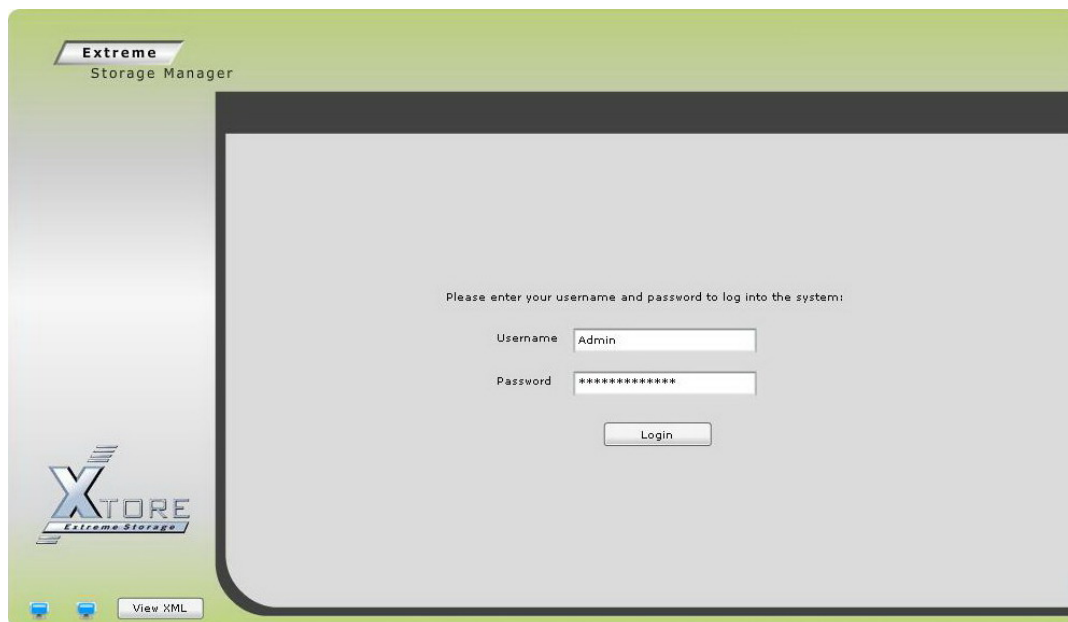 Extreme
Storage Manager
Please enter your username and password to log into the system:
Username Admin
Password *************
Login
XTORE
Extreme Storage
View XML